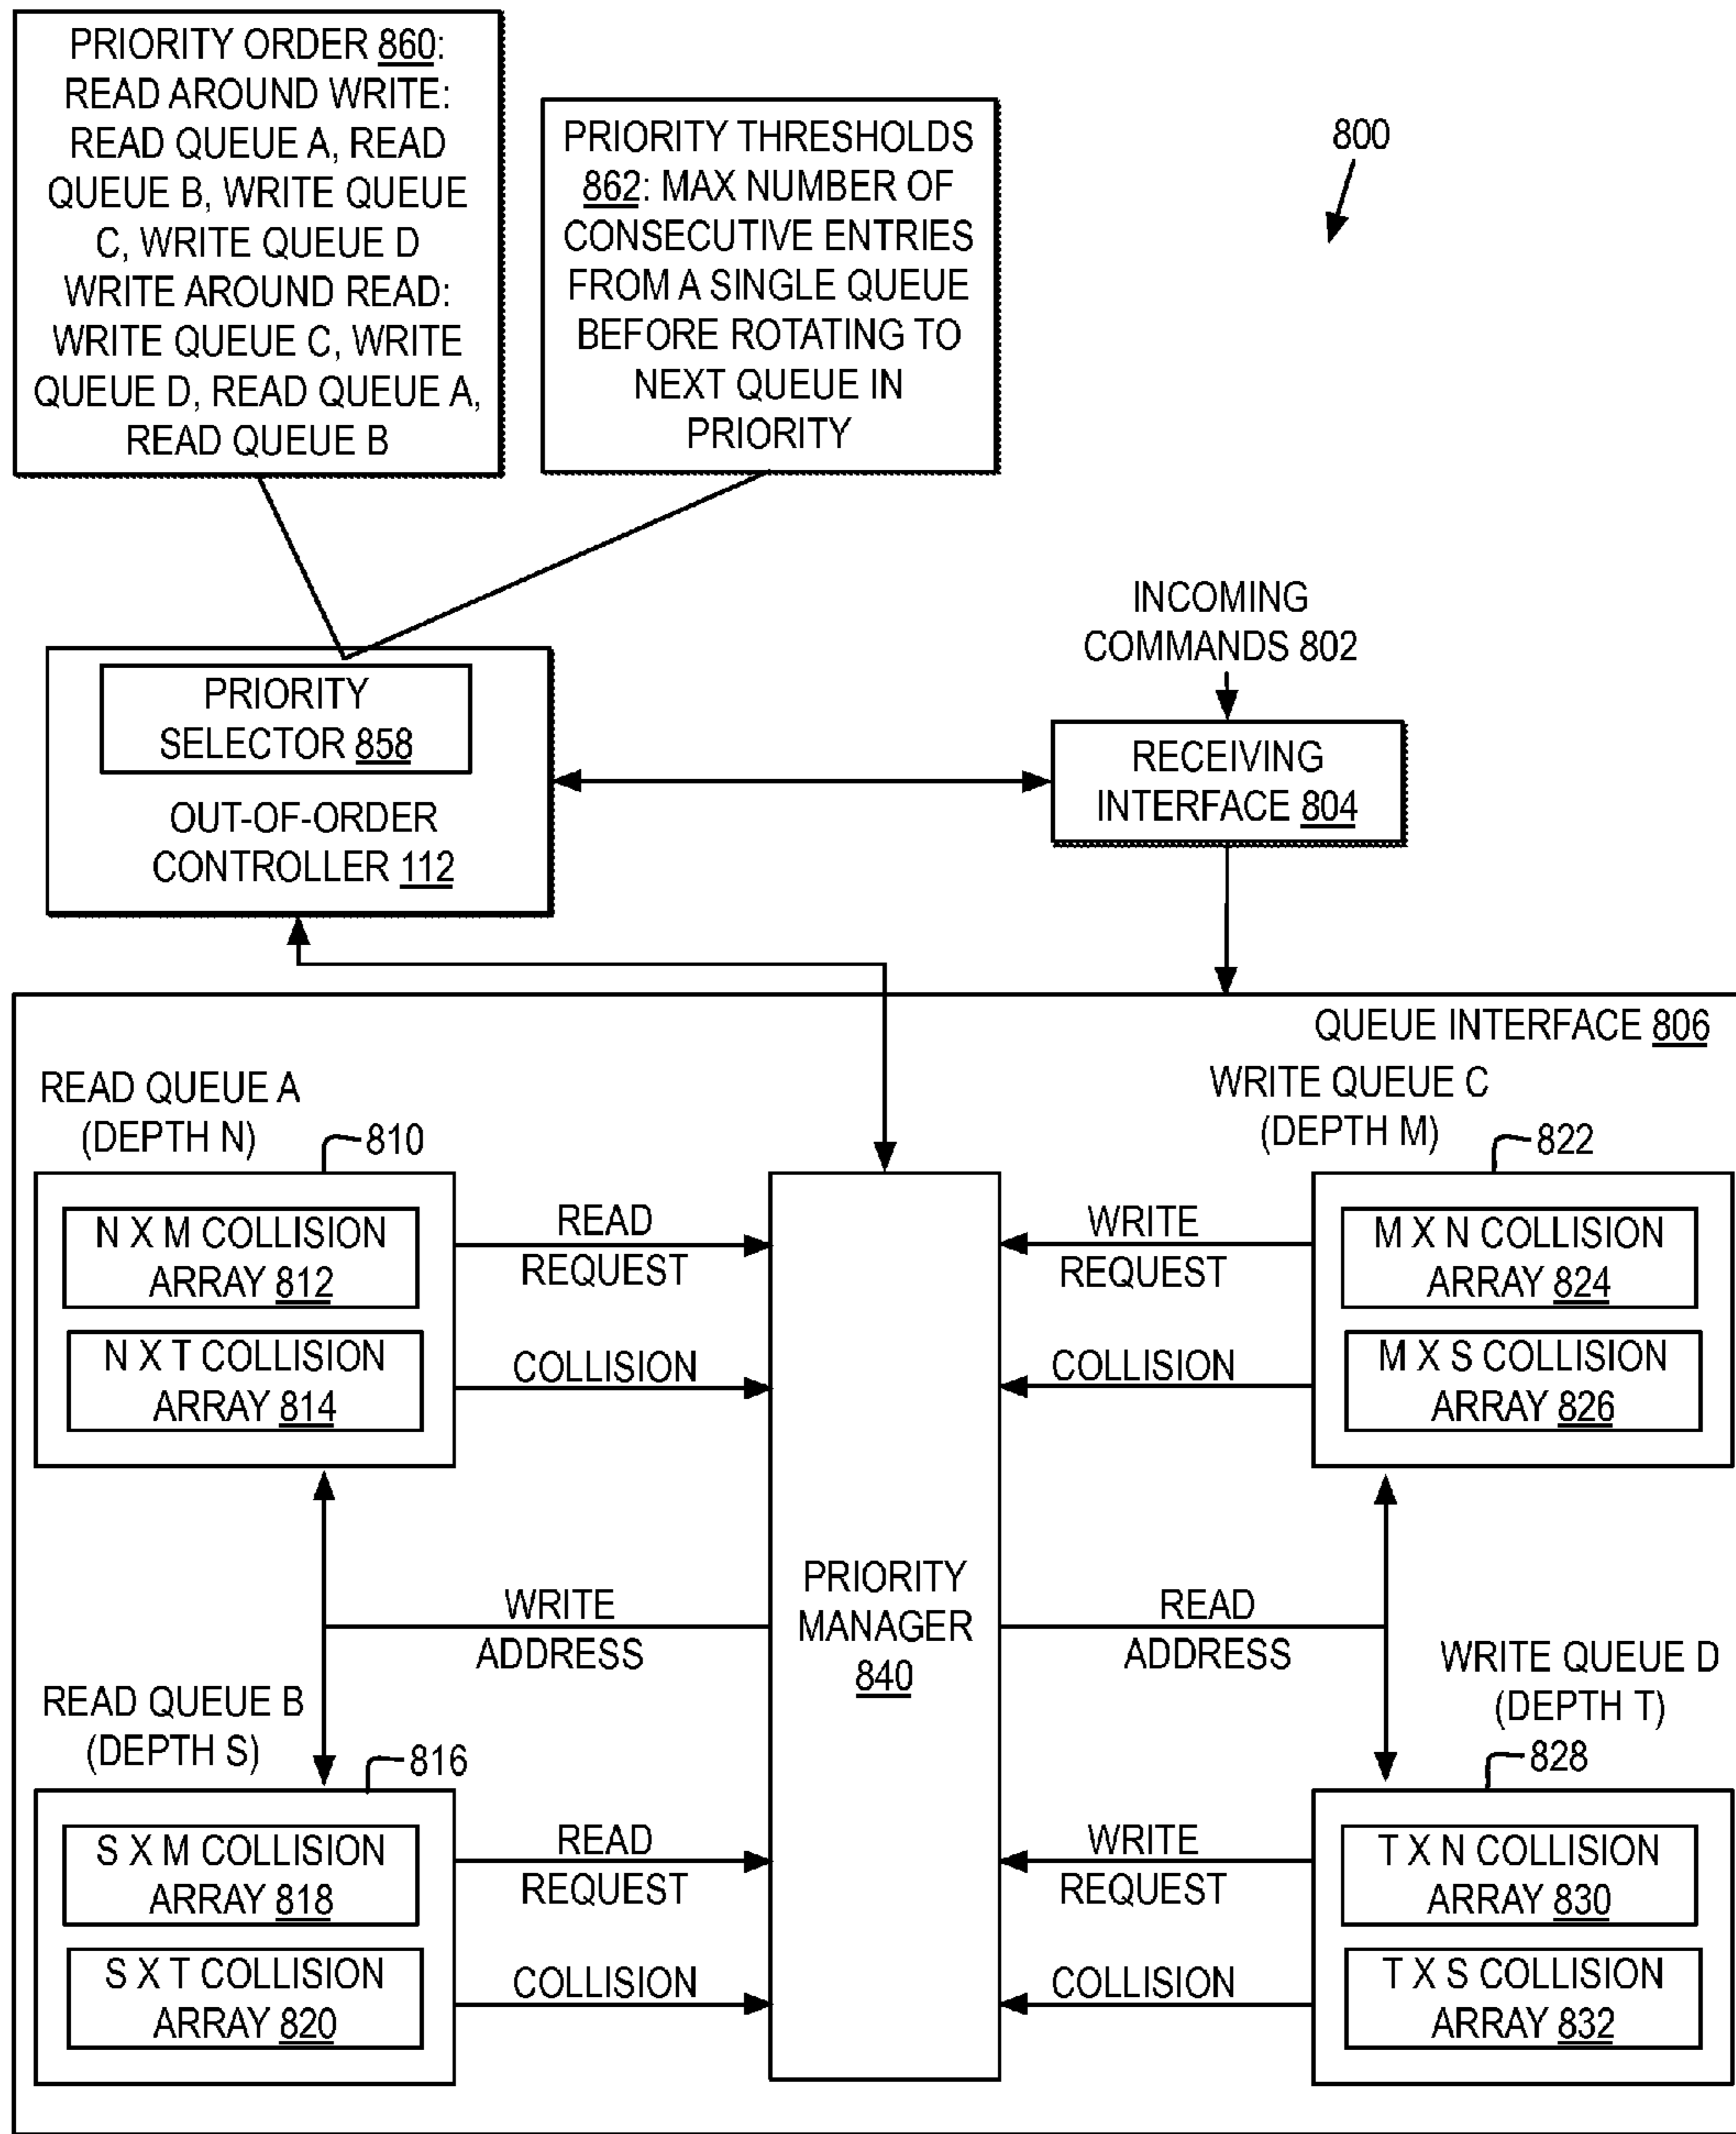 PRIORITY ORDER 860:
READ AROUND WRITE:
READ QUEUE A, READ
QUEUE B, WRITE QUEUE
C, WRITE QUEUE D
WRITE AROUND READ:
WRITE QUEUE C, WRITE
QUEUE D, READ QUEUE A,
READ QUEUE B
PRIORITY THRESHOLDS
862: MAX NUMBER OF
CONSECUTIVE ENTRIES
FROM A SINGLE QUEUE
BEFORE ROTATING TO
NEXT QUEUE IN
PRIORITY
800
INCOMING
COMMANDS 802
PRIORITY
SELECTOR 858
OUT-OF-ORDER
CONTROLLER 112
RECEIVING
INTERFACE 804
QUEUE INTERFACE 806
READ QUEUE A
(DEPTH N)
810
N X M COLLISION
ARRAY 812
N X T COLLISION
ARRAY 814
READ
REQUEST
COLLISION
WRITE QUEUE C
(DEPTH M)
822
M X N COLLISION
ARRAY 824
M X S COLLISION
ARRAY 826
WRITE
REQUEST
COLLISION
WRITE
ADDRESS
PRIORITY
MANAGER
840
READ
ADDRESS
READ QUEUE B
(DEPTH S)
816
S X M COLLISION
ARRAY 818
S X T COLLISION
ARRAY 820
READ
REQUEST
COLLISION
WRITE QUEUE D
(DEPTH T)
828
T X N COLLISION
ARRAY 830
T X S COLLISION
ARRAY 832
WRITE
REQUEST
COLLISION